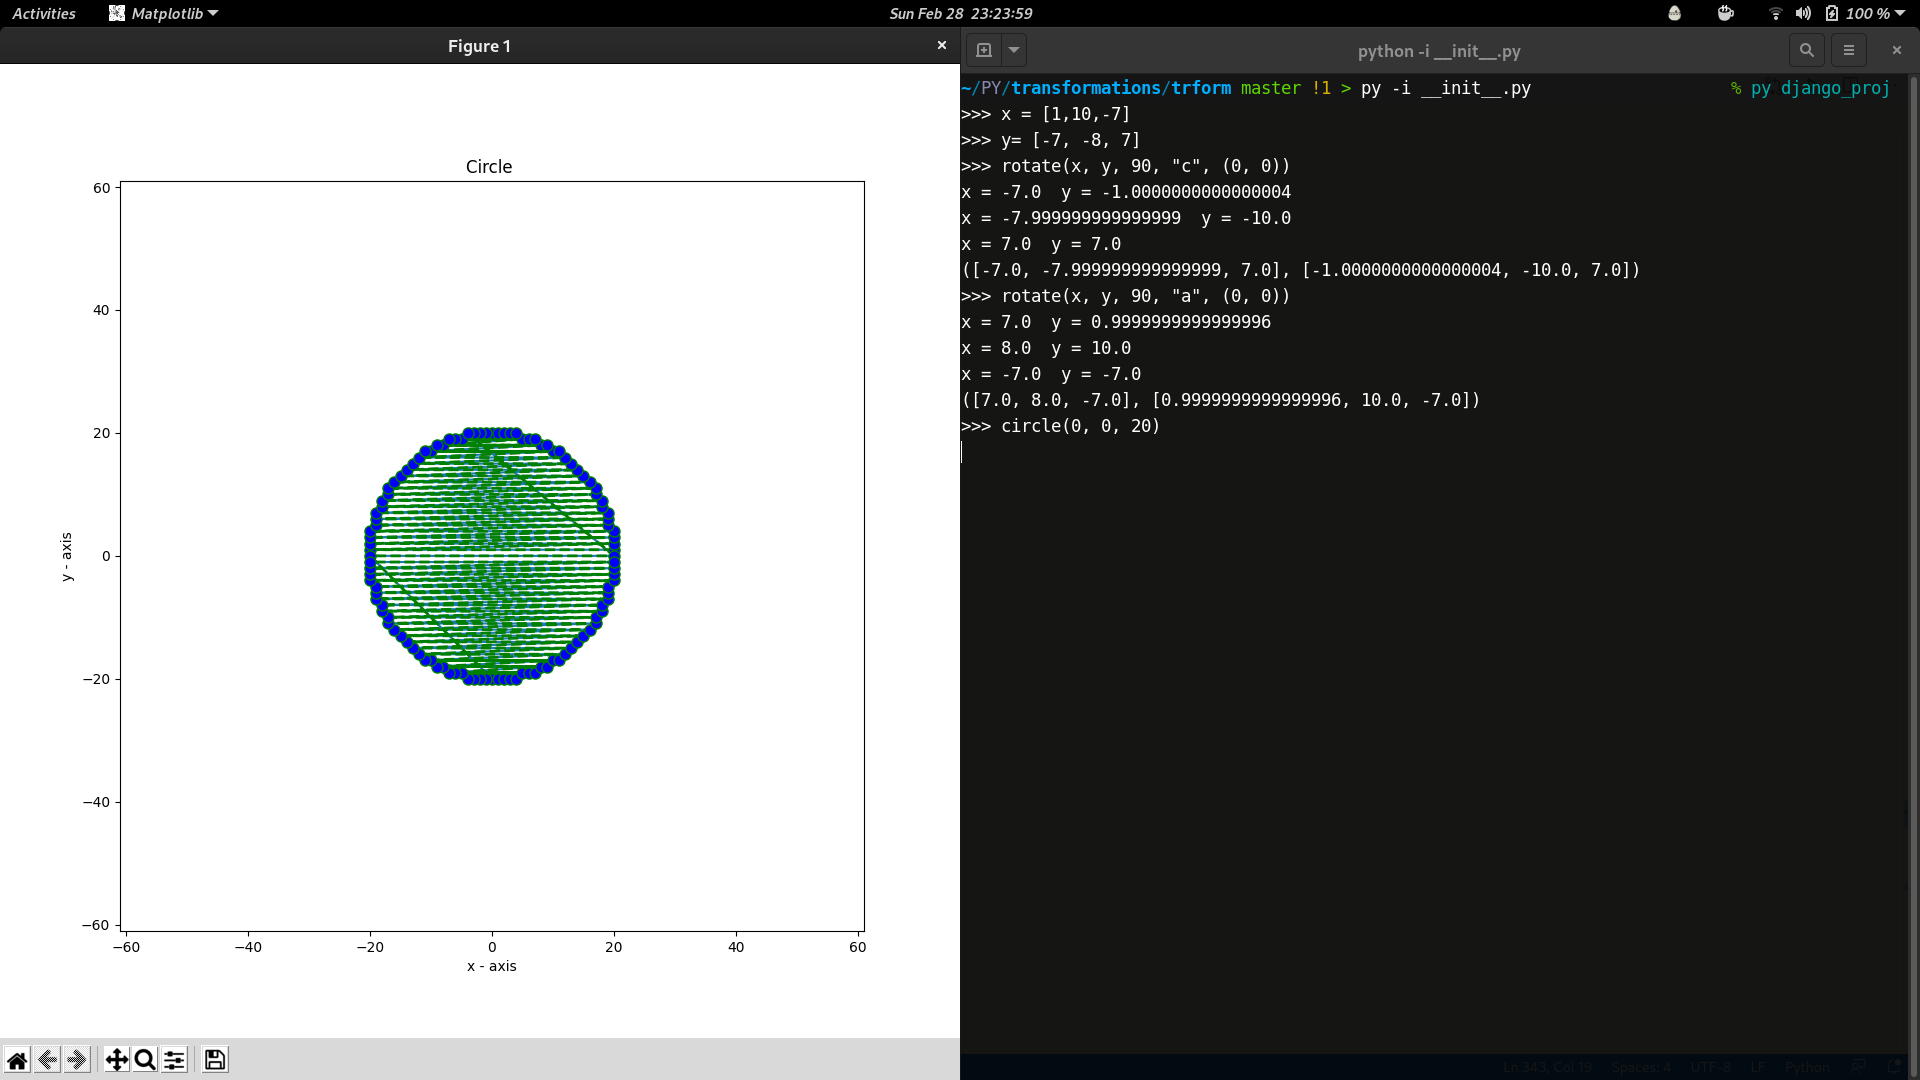 Activities
Matplotlib
Sun Feb 28 23:23:59
100 %
Figure 1
Circle
60
40
20
0
−20
−40
−60
y - axis
−60 −40 −20 0 20 40 60
x - axis
python -i __init__.py
~/PY/transformations/trform master !1 > py -i __init__.py % py django_proj
>>> x = [1,10,-7]
>>> y= [-7, -8, 7]
>>> rotate(x, y, 90, "c", (0, 0))
x = -7.0  y = -1.0000000000000004
x = -7.999999999999999  y = -10.0
x = 7.0  y = 7.0
([-7.0, -7.999999999999999, 7.0], [-1.0000000000000004, -10.0, 7.0])
>>> rotate(x, y, 90, "a", (0, 0))
x = 7.0  y = 0.9999999999999996
x = 8.0  y = 10.0
x = -7.0  y = -7.0
([7.0, 8.0, -7.0], [0.9999999999999996, 10.0, -7.0])
>>> circle(0, 0, 20)
Ln 343, Col 19 Spaces: 4 UTF-8 LF Python